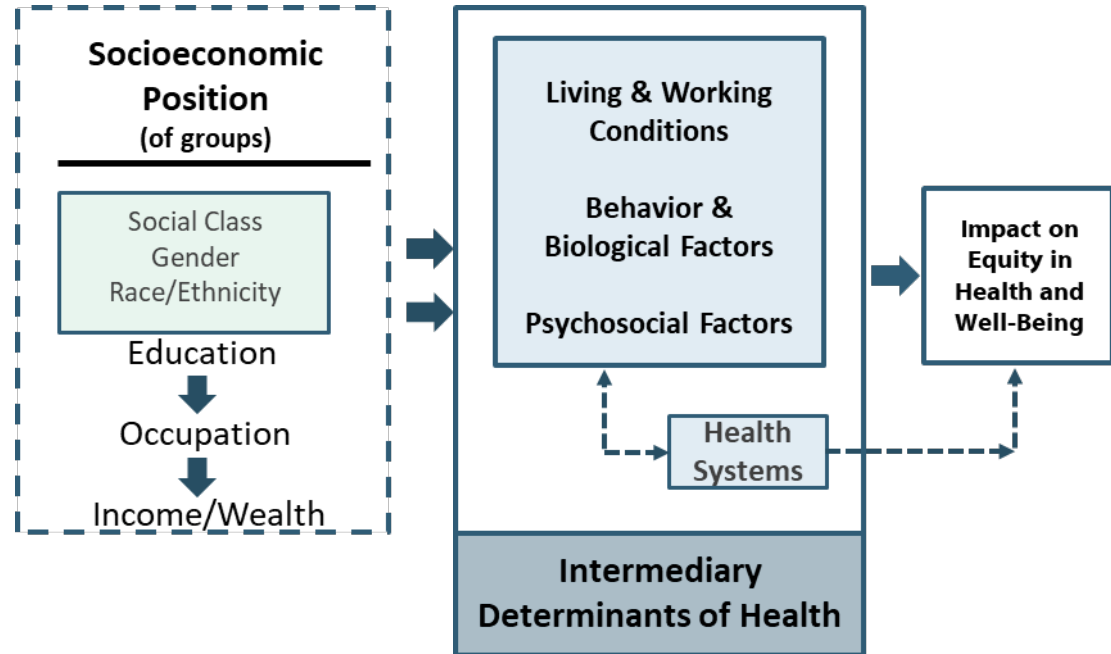 Socioeconomic
Position
(of groups)
Social Class
Gender
Race/Ethnicity
Education
Occupation
Income/Wealth
Living & Working
Conditions
Behavior &
Biological Factors
Psychosocial Factors
Health
Systems
Intermediary
Determinants of Health
Impact on
Equity in
Health and
Well-Being